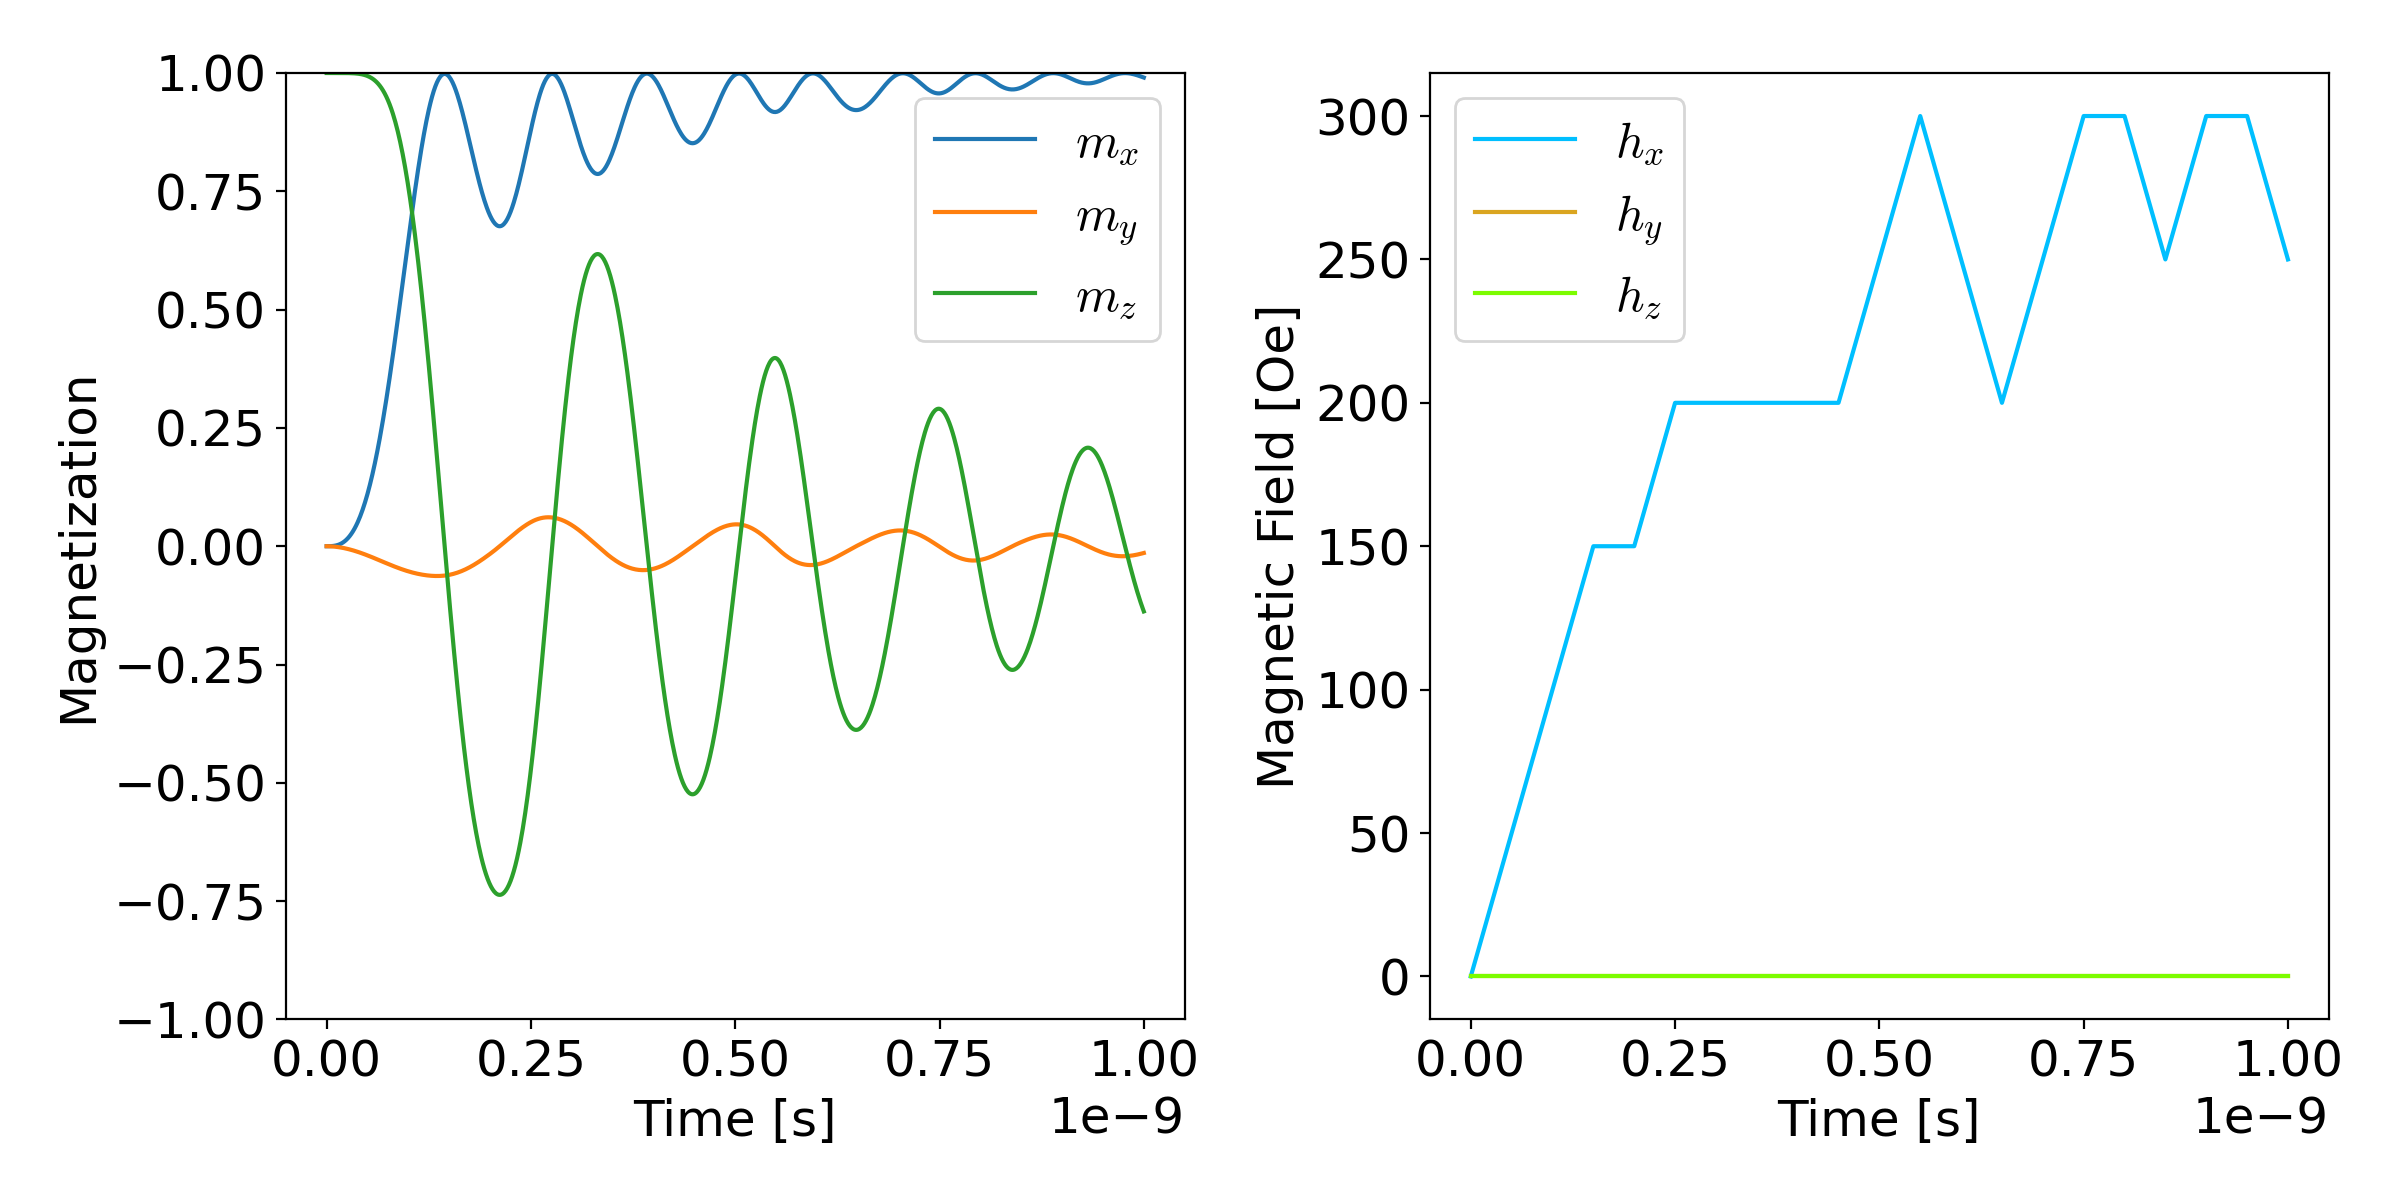 Magnetization
1.00
0.75
0.50
0.25
0.00
−0.25
−0.50
−0.75
−1.00
m_x
m_y
m_z
0.00 0.25 0.50 0.75 1.00
Time [s]
1e−9
Magnetic Field [Oe]
300
250
200
150
100
50
0
h_x
h_y
h_z
0.00 0.25 0.50 0.75 1.00
Time [s]
1e−9